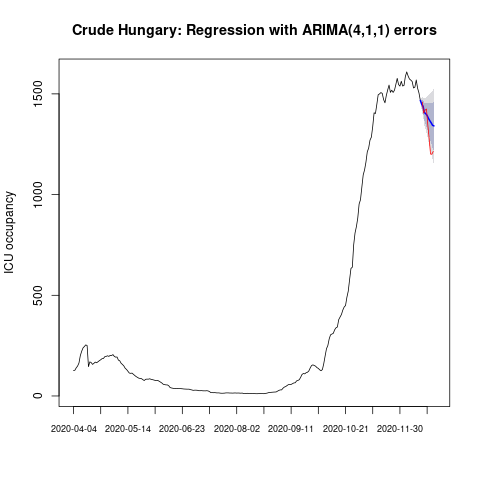 Crude Hungary: Regression with ARIMA(4,1,1) errors
ICU occupancy
1500
1000
500
0
2020-04-04 2020-05-14 2020-06-23 2020-08-02 2020-09-11 2020-10-21 2020-11-30